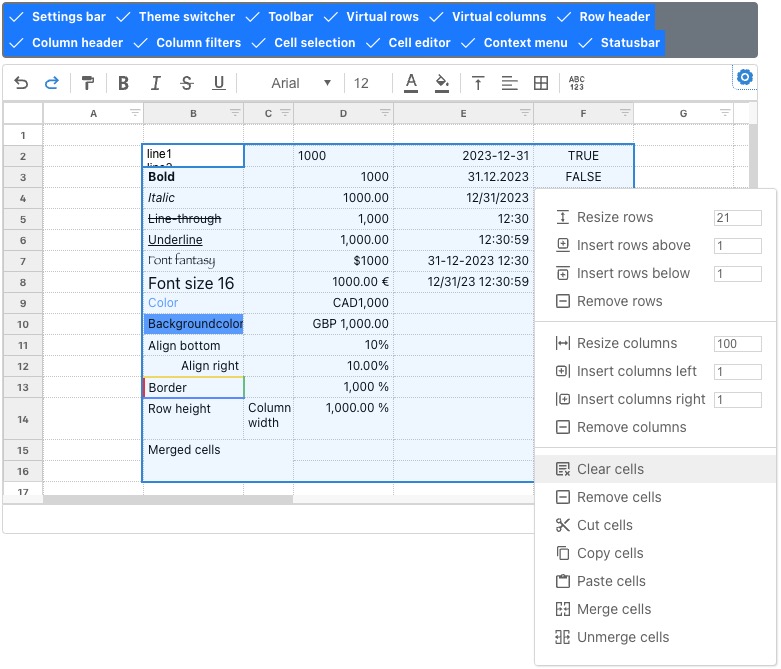 Settings bar Theme switcher Toolbar Virtual rows Virtual columns Row header
Column header Column filters Cell selection Cell editor Context menu Statusbar
B I S U Arial 12 A ABC 123
A B C D E F G
1
2 line1 1000 2023-12-31 TRUE
line2
3 Bold 1000 31.12.2023 FALSE
4 Italic 1000.00 12/31/2023
5 Line-through 1,000 12:30
6 Underline 1,000.00 12:30:59
7 Font fantasy $1000 31-12-2023 12:30
8 Font size 16 1000.00 € 12/31/23 12:30:59
9 Color CAD1,000
10 Backgroundcolor GBP 1,000.00
11 Align bottom 10%
12 Align right 10.00%
13 Border 1,000 %
14 Row height Column width 1,000.00 %
15 Merged cells
16
17
Resize rows 21
Insert rows above 1
Insert rows below 1
Remove rows
Resize columns 100
Insert columns left 1
Insert columns right 1
Remove columns
Clear cells
Remove cells
Cut cells
Copy cells
Paste cells
Merge cells
Unmerge cells